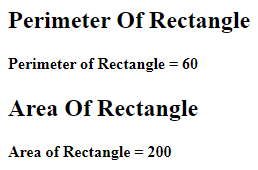 Perimeter Of Rectangle
Perimeter of Rectangle = 60
Area Of Rectangle
Area of Rectangle = 200